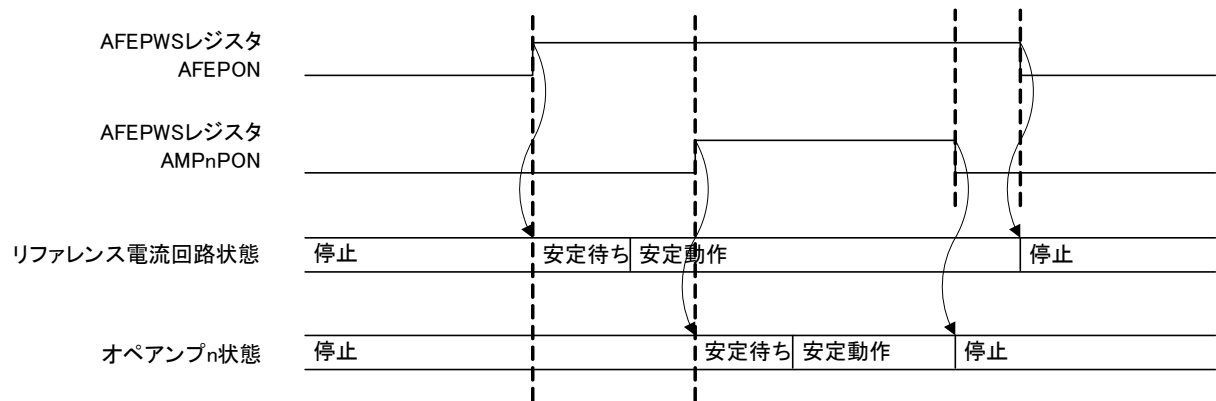 AFEPWSレジスタ
AFEPON
AFEPWSレジスタ
AMPnPON
リファレンス電流回路状態
停止
安定待ち
安定動作
停止
オペアンプn状態
停止
安定待ち
安定動作
停止